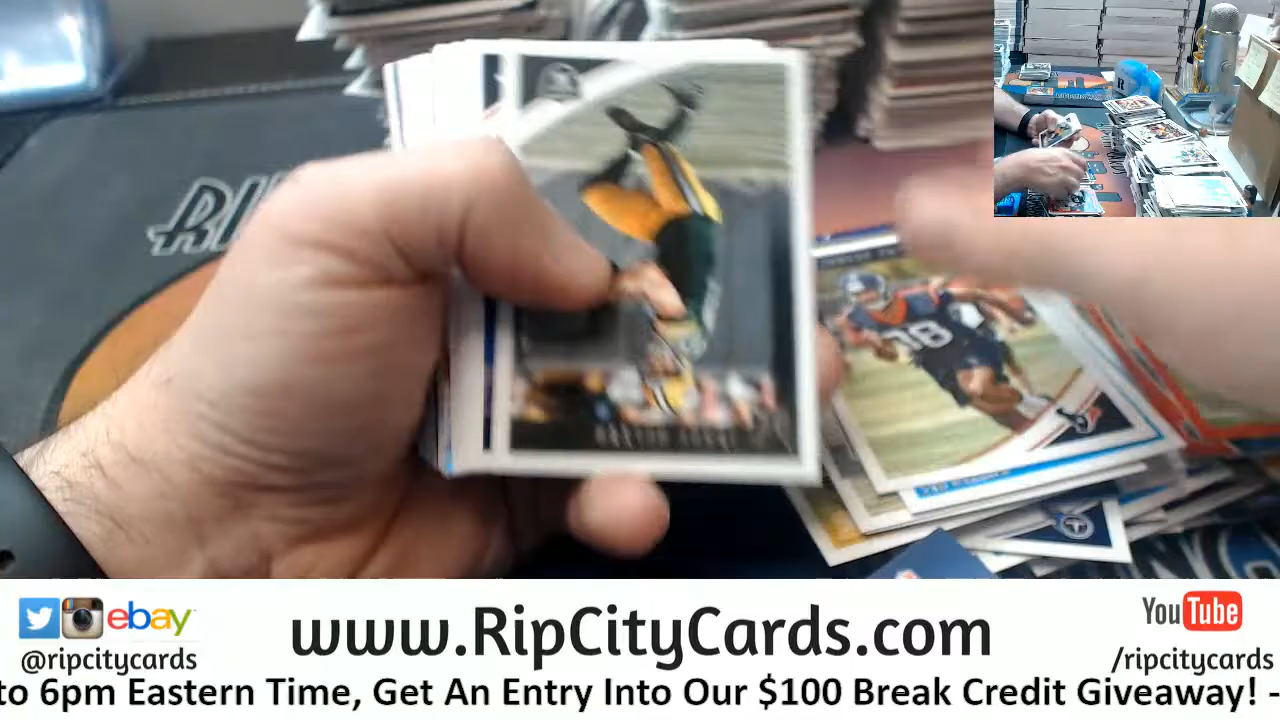 18
ebay
@ripcitycards
www.RipCityCards.com
YouTube
/ripcitycards
to 6pm Eastern Time, Get An Entry Into Our $100 Break Credit Giveaway! -